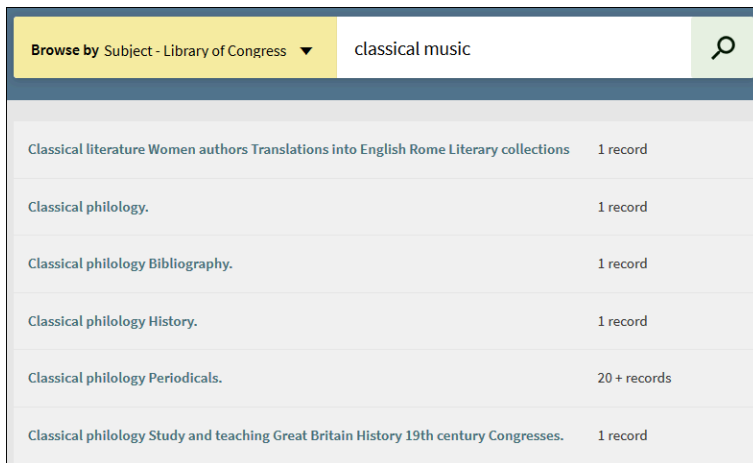 Browse by Subject - Library of Congress classical music
Classical literature Women authors Translations into English Rome Literary collections 1 record
Classical philology. 1 record
Classical philology Bibliography. 1 record
Classical philology History. 1 record
Classical philology Periodicals. 20 + records
Classical philology Study and teaching Great Britain History 19th century Congresses. 1 record